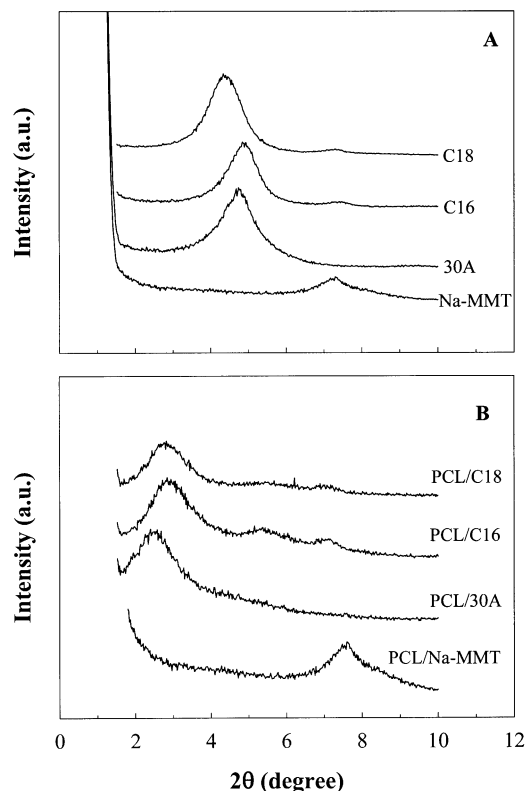 A
Intensity (a.u.)
C18
C16
30A
Na-MMT
B
Intensity (a.u.)
PCL/C18
PCL/C16
PCL/30A
PCL/Na-MMT
0 2 4 6 8 10 12
2θ (degree)